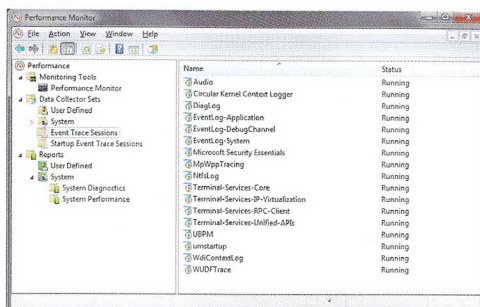 Performance Monitor
File Action View Window Help
Performance
Monitoring Tools
Performance Monitor
Data Collector Sets
User Defined
System
Event Trace Sessions
Startup Event Trace Sessions
Reports
User Defined
System
System Diagnostics
System Performance
Name Status
Audio Running
Circular Kernel Context Logger Running
DiagLog Running
EventLog-Application Running
EventLog-DebugChannel Running
EventLog-System Running
Microsoft Security Essentials Running
MpWppTracing Running
NtfsLog Running
Terminal-Services-Core Running
Terminal-Services-IP-Virtualization Running
Terminal-Services-RPC-Client Running
Terminal-Services-Unified-APIs Running
UBPM Running
umstartup Running
WdiContextLog Running
WUDFTrace Running